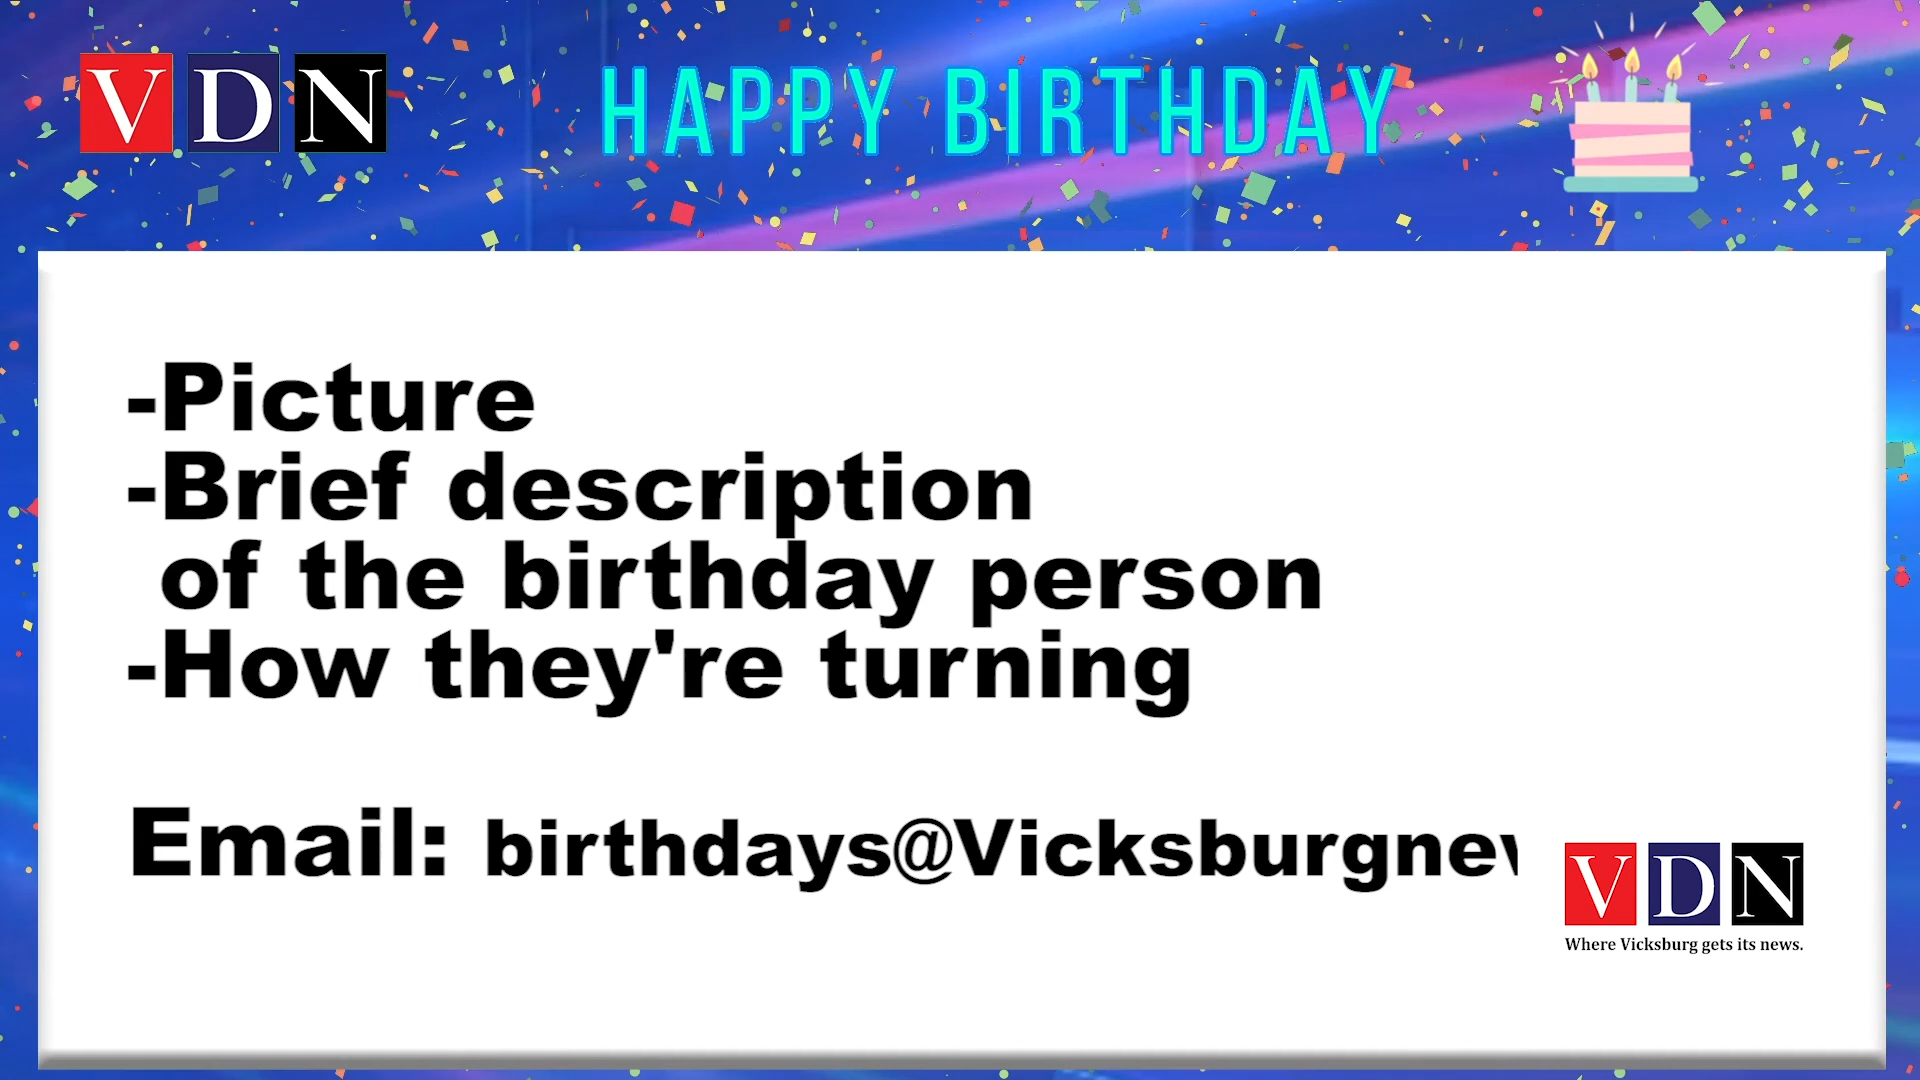 VDN HAPPY BIRTHDAY
-Picture
-Brief description
of the birthday person
-How they're turning
Email: birthdays@Vicksburgnev
VDN
Where Vicksburg gets its news.